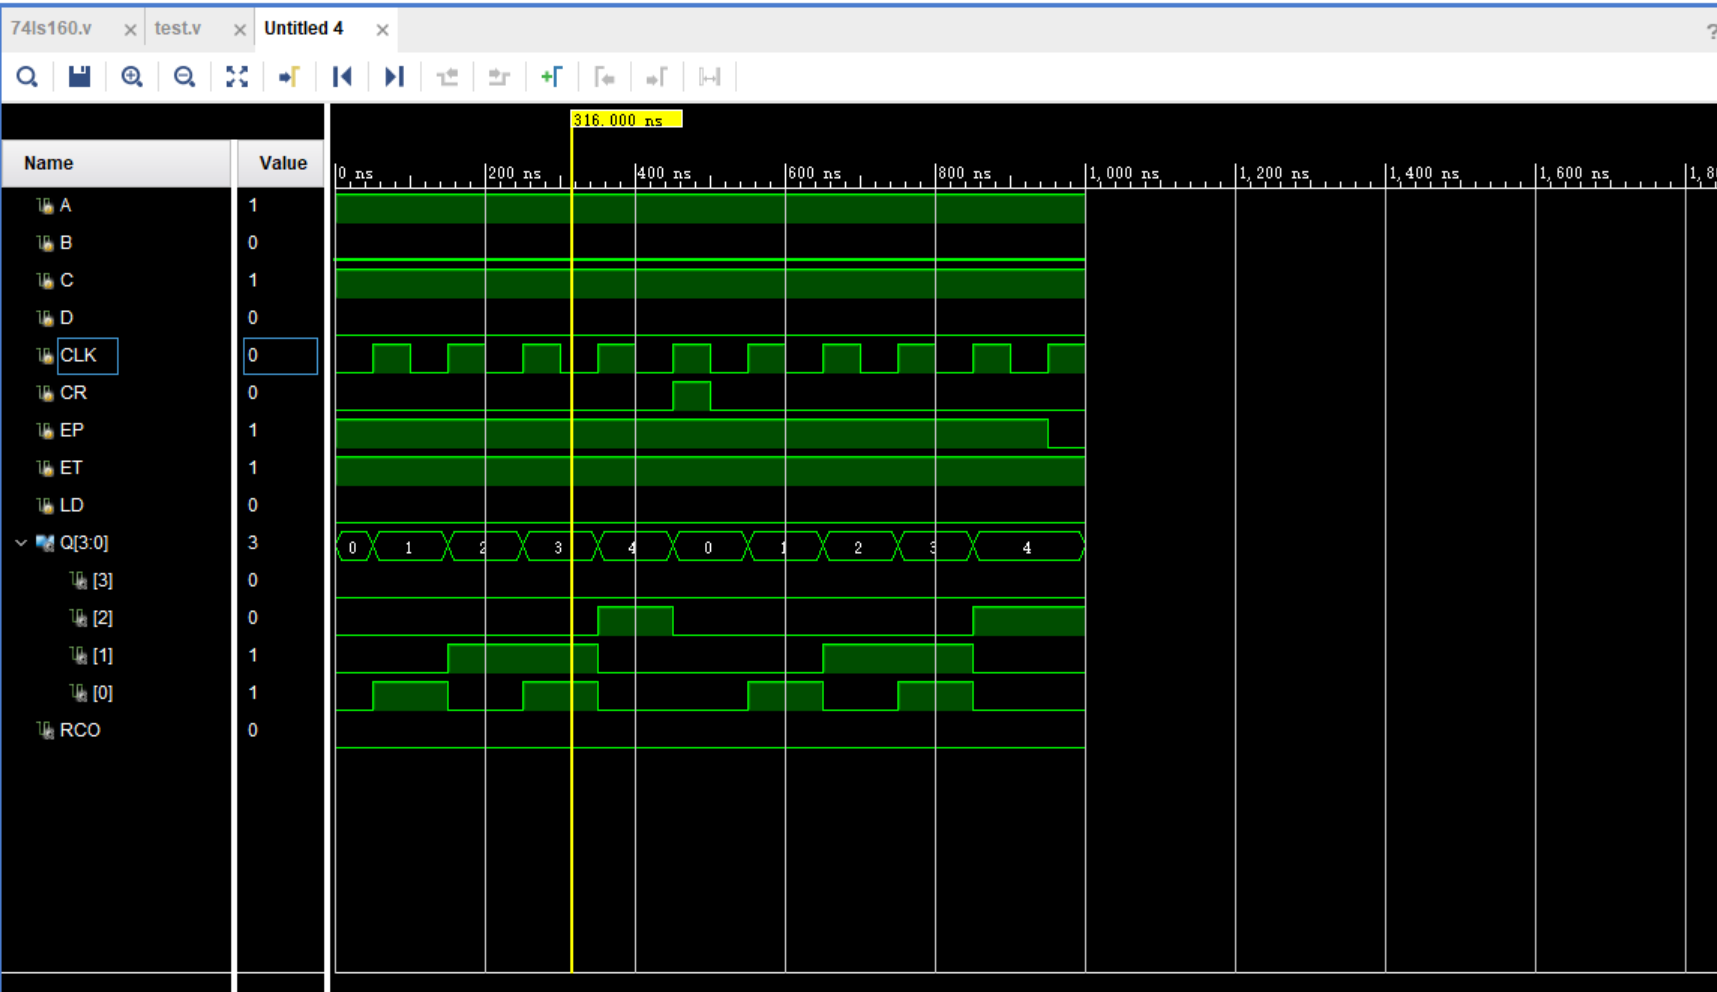 74ls160.v × test.v × Untitled 4 × ?
316.000 ns
Name Value
0 ns 200 ns 400 ns 600 ns 800 ns 1,000 ns 1,200 ns 1,400 ns 1,600 ns 1,8
A 1
B 0
C 1
D 0
CLK 0
CR 0
EP 1
ET 1
LD 0
Q[3:0] 3 0 1 2 3 4 0 1 2 3 4
[3] 0
[2] 0
[1] 1
[0] 1
RCO 0